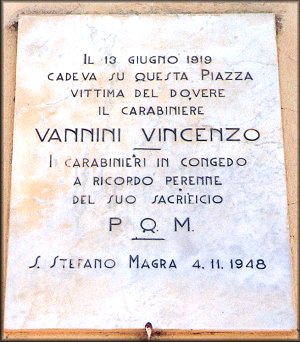 Il 13 giugno 1919
cadeva su questa Piazza
vittima del dovere
il carabiniere
VANNINI VINCENZO
I carabinieri in congedo
a ricordo perenne
del suo sacrificio
P. Q. M.
S. Stefano Magra 4.11.1948